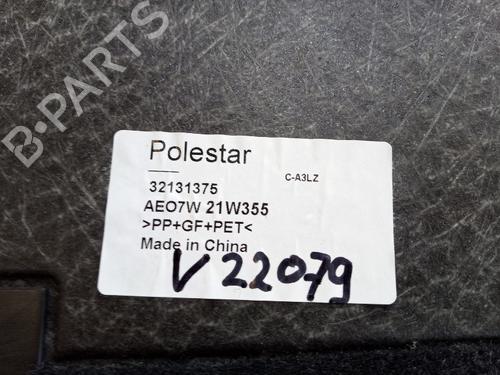 B-PARTS
Polestar
C-A3LZ
32131375
AEO7W 21W355
>PP+GF+PET<
Made in China
V 22079